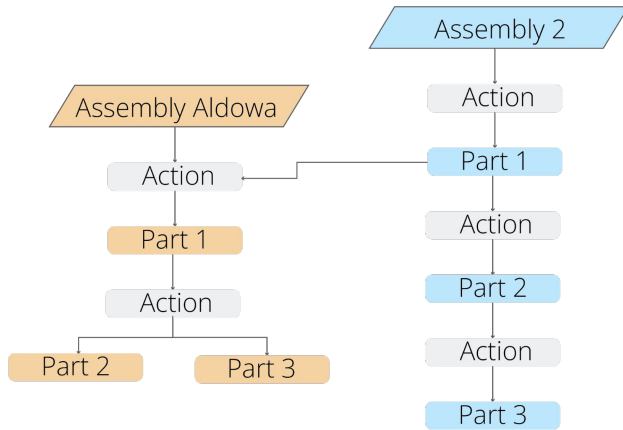 Assembly 2
Assembly Aldowa
Action
Action
Part 1
Part 1
Action
Action
Part 2
Part 2
Part 3
Action
Part 3